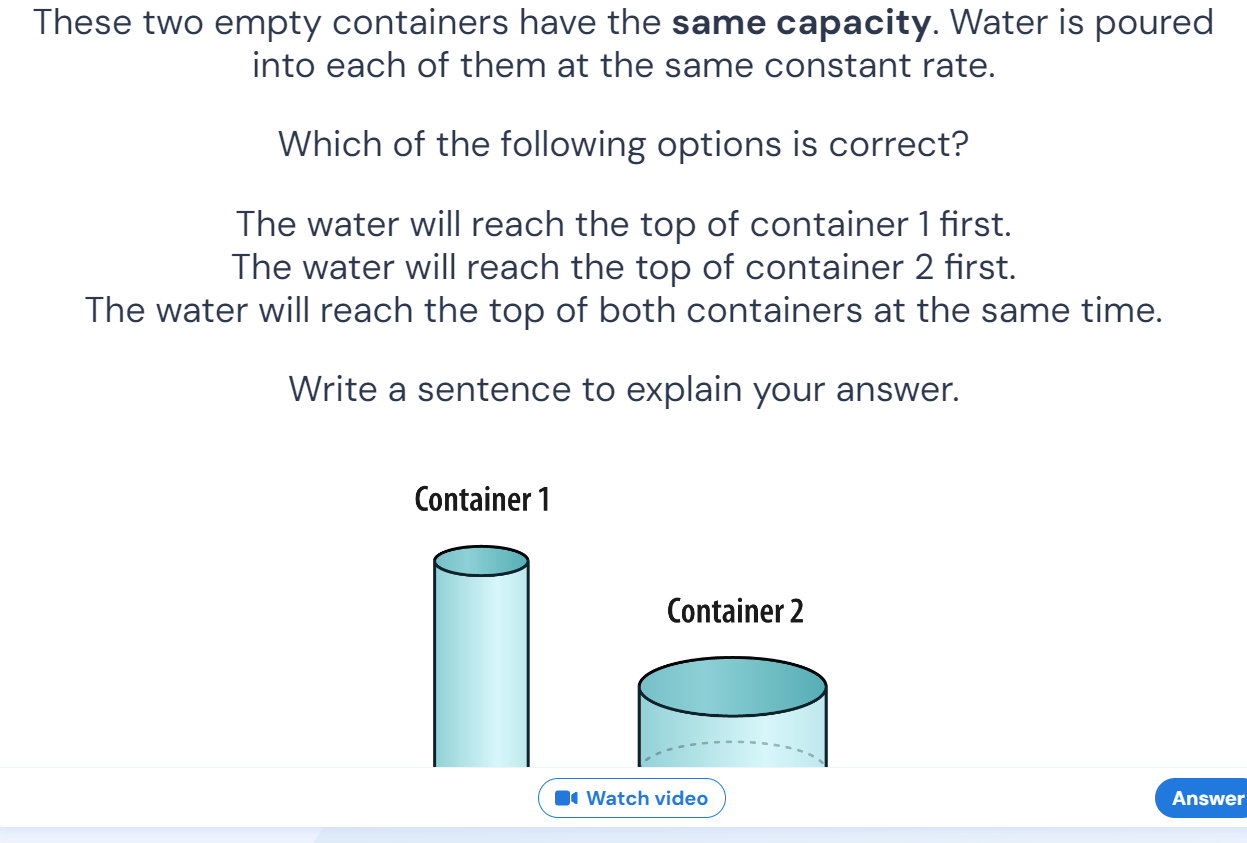 These two empty containers have the same capacity. Water is poured
into each of them at the same constant rate.
Which of the following options is correct?
The water will reach the top of container 1 first.
The water will reach the top of container 2 first.
The water will reach the top of both containers at the same time.
Write a sentence to explain your answer.
Container 1
Container 2
Watch video
Answer